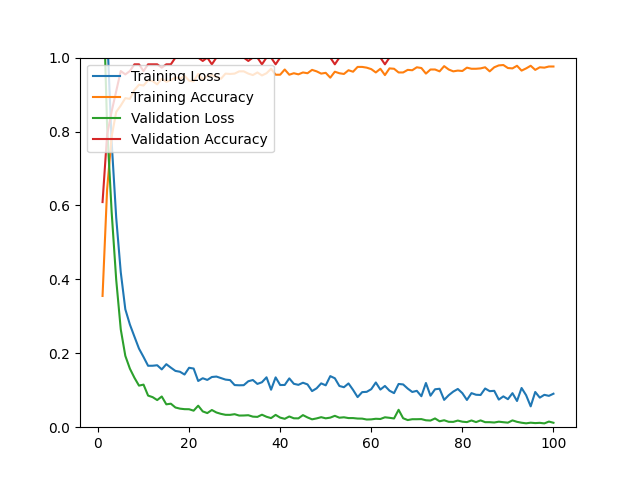 1.0
0.8
0.6
0.4
0.2
0.0
Training Loss
Training Accuracy
Validation Loss
Validation Accuracy
0 20 40 60 80 100